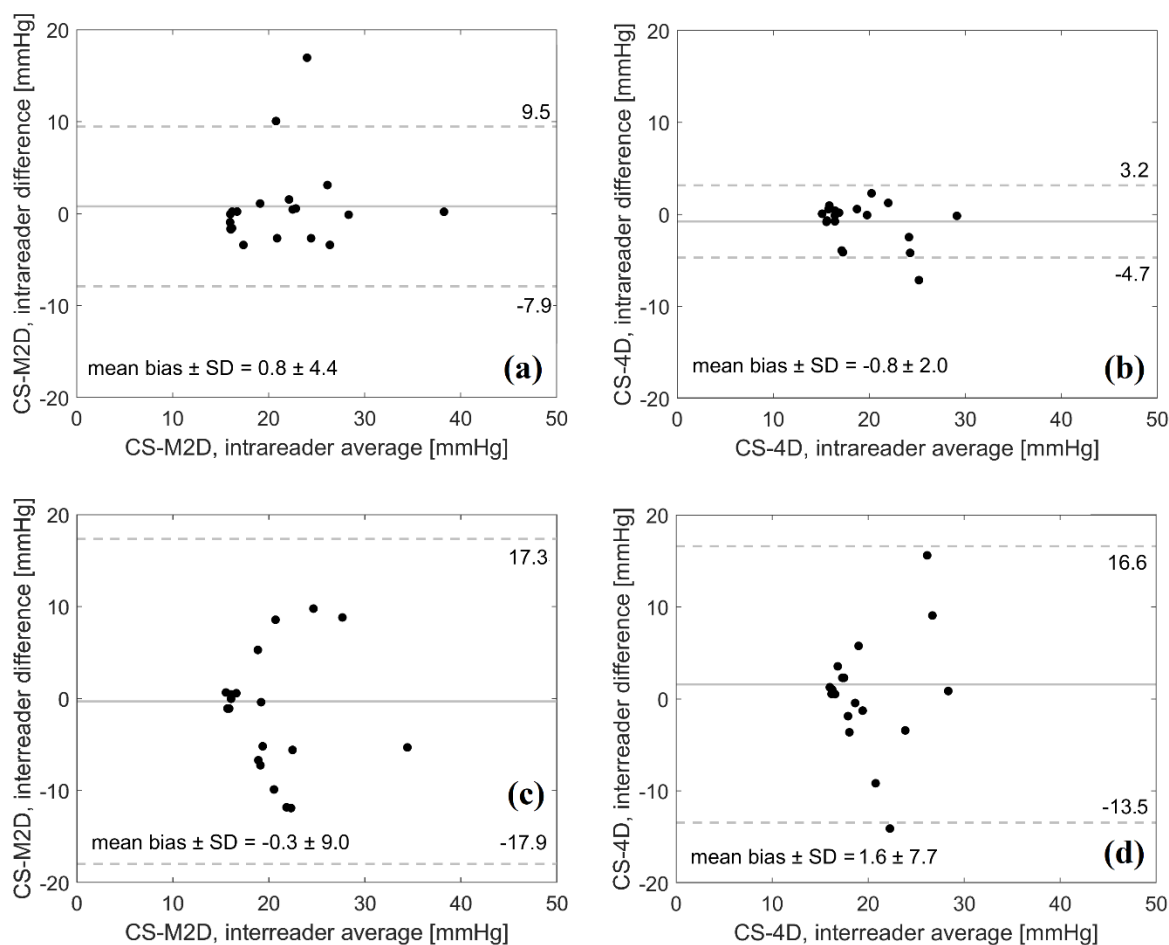 CS-M2D, intrareader difference [mmHg]
20
10
0
-10
-20
9.5
-7.9
mean bias ± SD = 0.8 ± 4.4
(a)
0 10 20 30 40 50
CS-M2D, intrareader average [mmHg]
CS-4D, intrareader difference [mmHg]
20
10
0
-10
-20
3.2
-4.7
mean bias ± SD = -0.8 ± 2.0
(b)
0 10 20 30 40 50
CS-4D, intrareader average [mmHg]
CS-M2D, interreader difference [mmHg]
20
10
0
-10
-20
17.3
-17.9
mean bias ± SD = -0.3 ± 9.0
(c)
0 10 20 30 40 50
CS-M2D, interreader average [mmHg]
CS-4D, interreader difference [mmHg]
20
10
0
-10
-20
16.6
-13.5
mean bias ± SD = 1.6 ± 7.7
(d)
0 10 20 30 40 50
CS-4D, interreader average [mmHg]